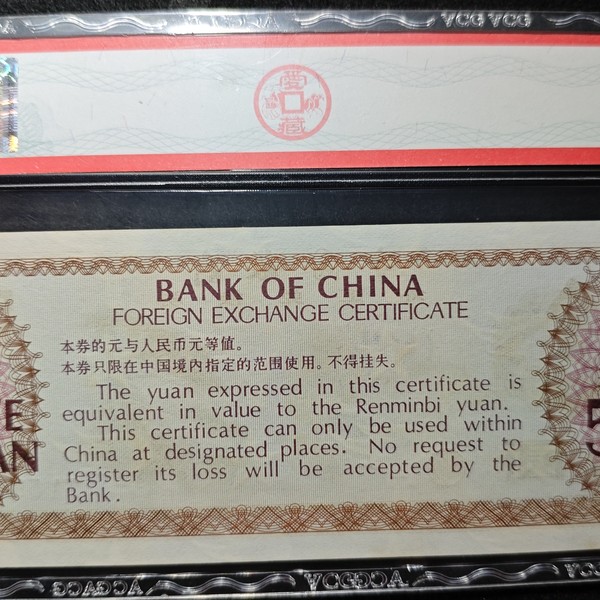 愛
藏
BANK OF CHINA
FOREIGN EXCHANGE CERTIFICATE
本券的元与人民币元等值。
本券只限在中国境内指定的范围使用。不得挂失。
The yuan expressed in this certificate is
equivalent in value to the Renminbi yuan.
This certificate can only be used within
China at designated places. No request to
register its loss will be accepted by the
Bank.